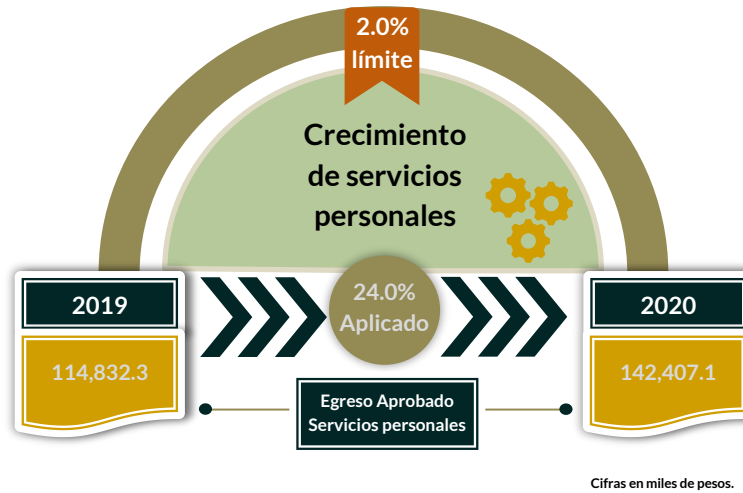 2.0%
límite
Crecimiento
de servicios
personales
2019
24.0%
Aplicado
2020
114,832.3
142,407.1
Egreso Aprobado
Servicios personales
Cifras en miles de pesos.